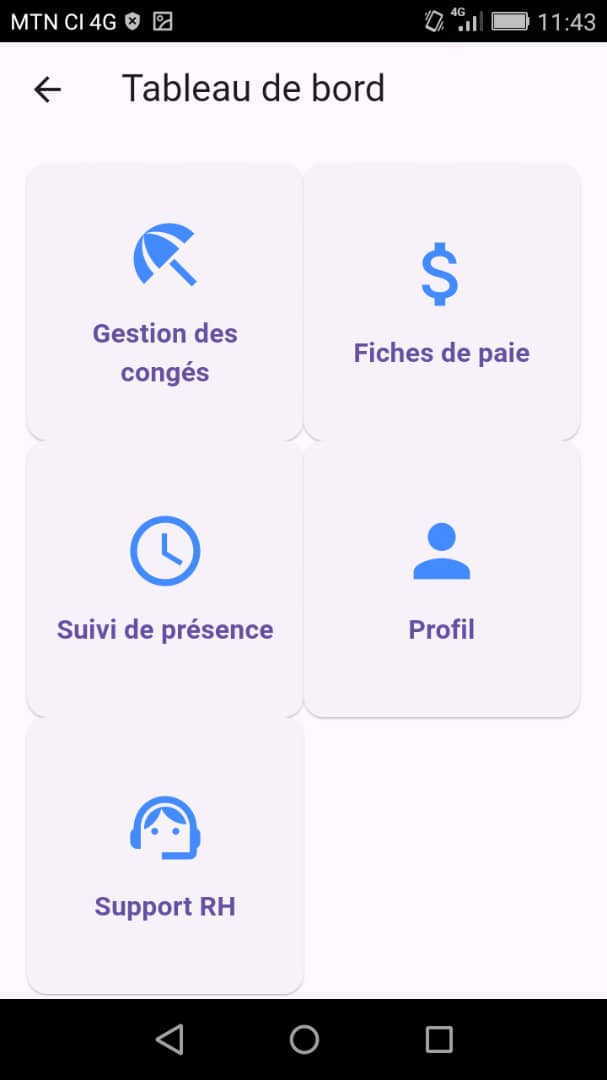 MTN CI 4G
4G
11:43
Tableau de bord
Gestion des
congés
Fiches de paie
Suivi de présence
Profil
Support RH